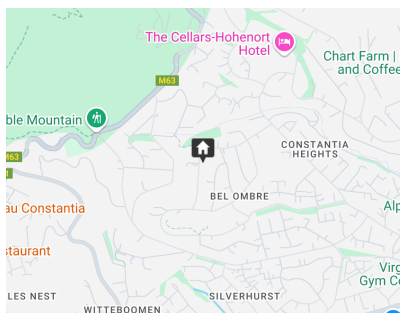 The Cellars-Hohenort
Hotel
Chart Farm |
and Coffee
M63
ble Mountain
CONSTANTIA
HEIGHTS
M63
BEL OMBRE
au Constantia
Alp
staurant
Virg
Gym Co
LES NEST
SILVERHURST
WITTEBOOMEN